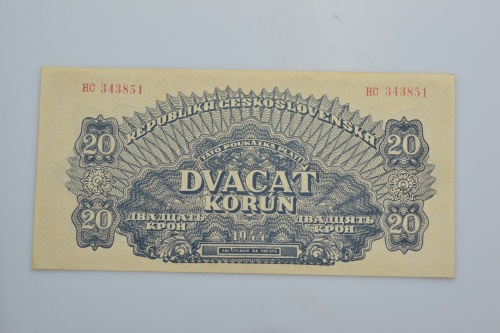 HC 343851 HC 343851
REPUBLIKA ČESKOSLOVENSKÁ
20 TATO POUKÁZKA PLATÍ 20
DVACAT
KORUN
20 20
ДВАДЦАТЬ ДВАДЦЯТЬ
КРОН КРОН
1944